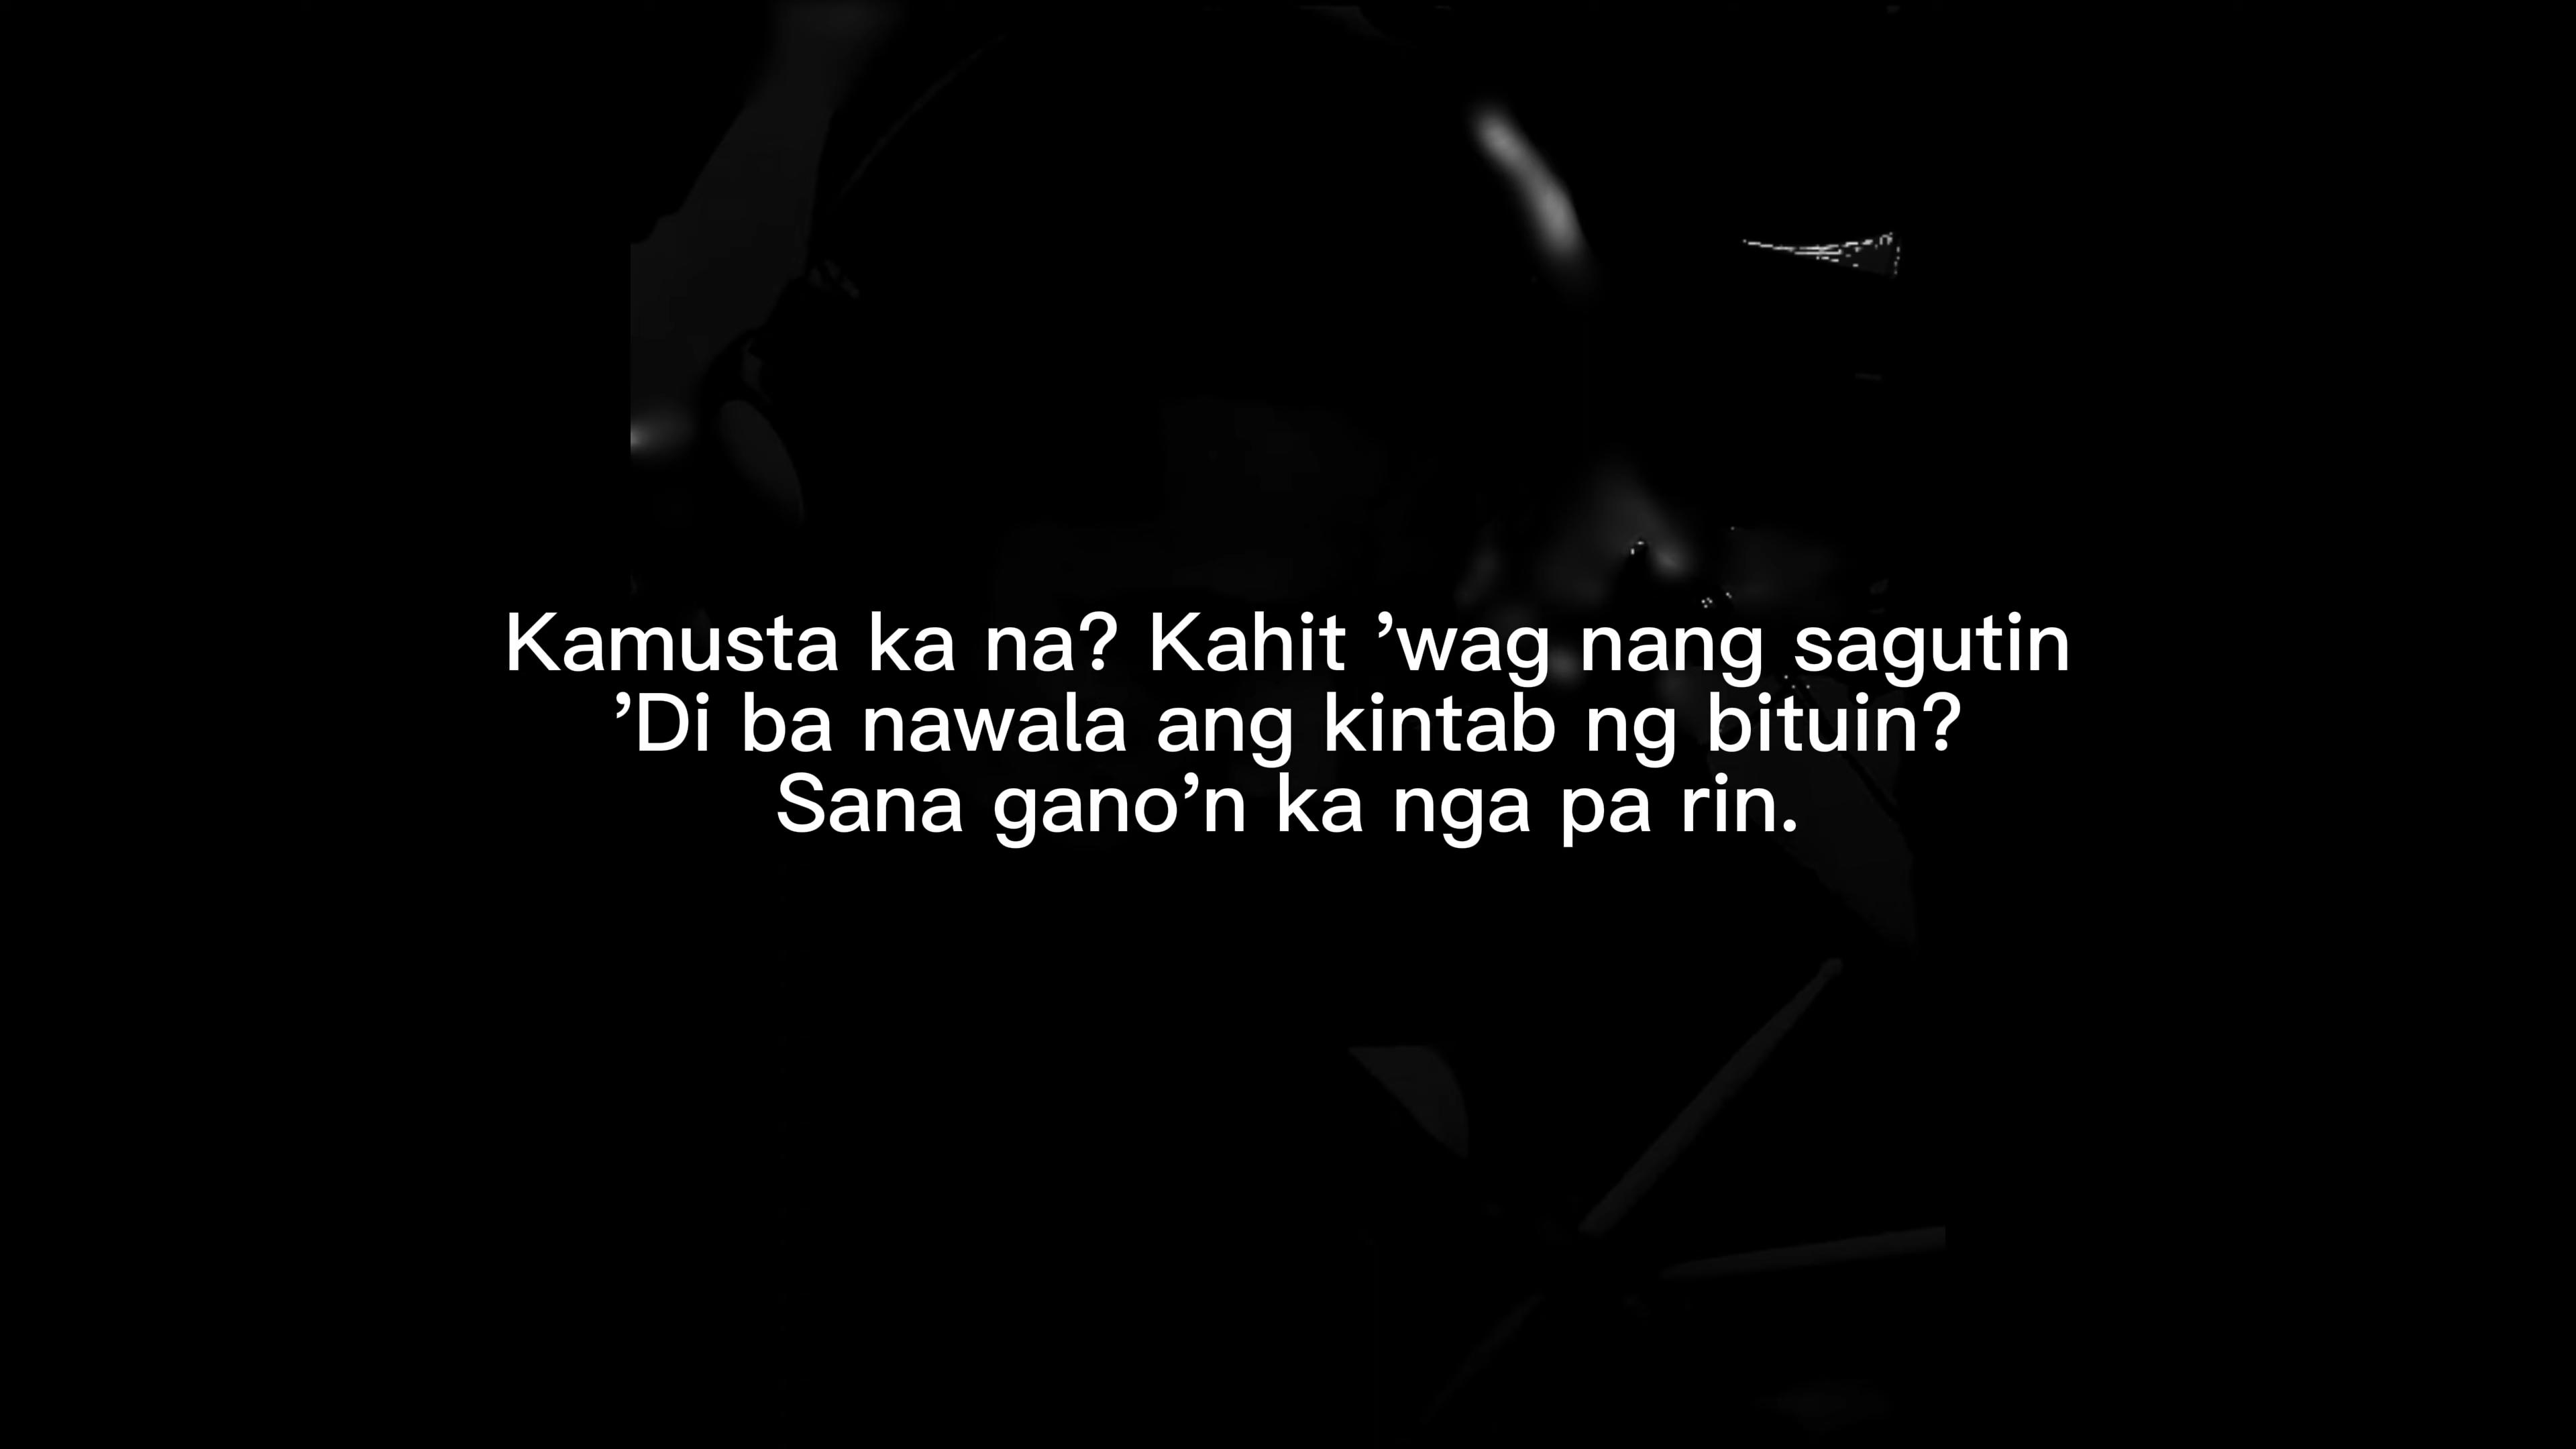 Kamusta ka na? Kahit ’wag nang sagutin
’Di ba nawala ang kintab ng bituin?
Sana gano’n ka nga pa rin.